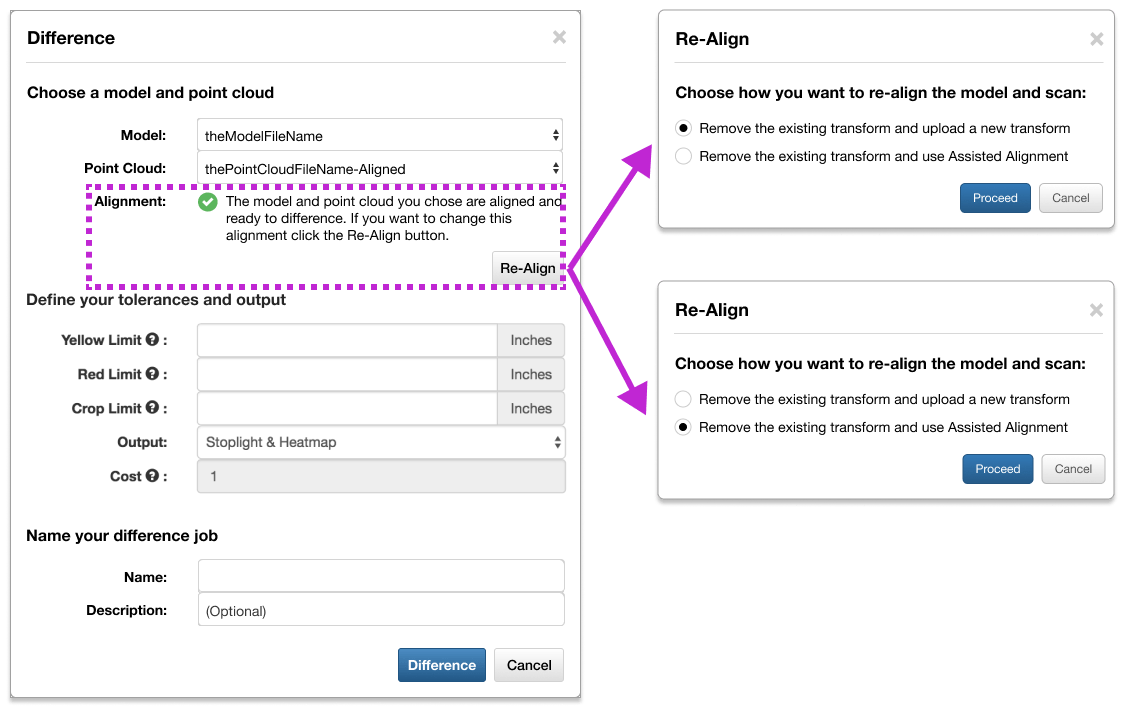 Difference
Choose a model and point cloud
Model: theModelFileName
Point Cloud: thePointCloudFileName-Aligned
Alignment: The model and point cloud you chose are aligned and
ready to difference. If you want to change this
alignment click the Re-Align button.
Re-Align
Define your tolerances and output
Yellow Limit ? : Inches
Red Limit ? : Inches
Crop Limit ? : Inches
Output: Stoplight & Heatmap
Cost ? : 1
Name your difference job
Name:
Description: (Optional)
Difference Cancel
Re-Align
Choose how you want to re-align the model and scan:
Remove the existing transform and upload a new transform
Remove the existing transform and use Assisted Alignment
Proceed Cancel
Re-Align
Choose how you want to re-align the model and scan:
Remove the existing transform and upload a new transform
Remove the existing transform and use Assisted Alignment
Proceed Cancel